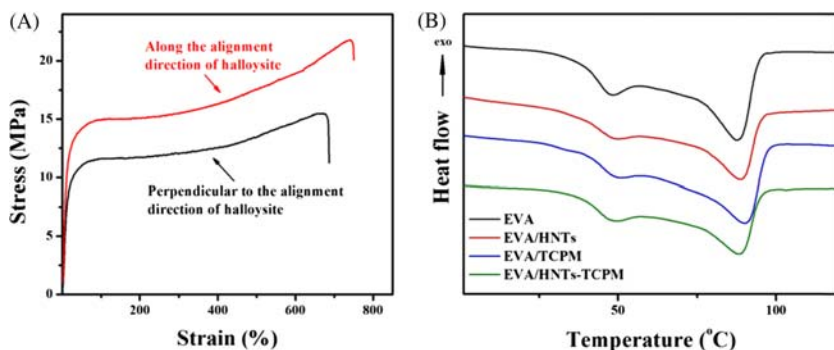 (A)
Stress (MPa)
20
15
10
5
0
Along the alignment
direction of halloysite
Perpendicular to the alignment
direction of halloysite
200
400
600
800
Strain (%)
(B)
exo
Heat flow
EVA
EVA/HNTs
EVA/TCPM
EVA/HNTs-TCPM
50
100
Temperature (°C)